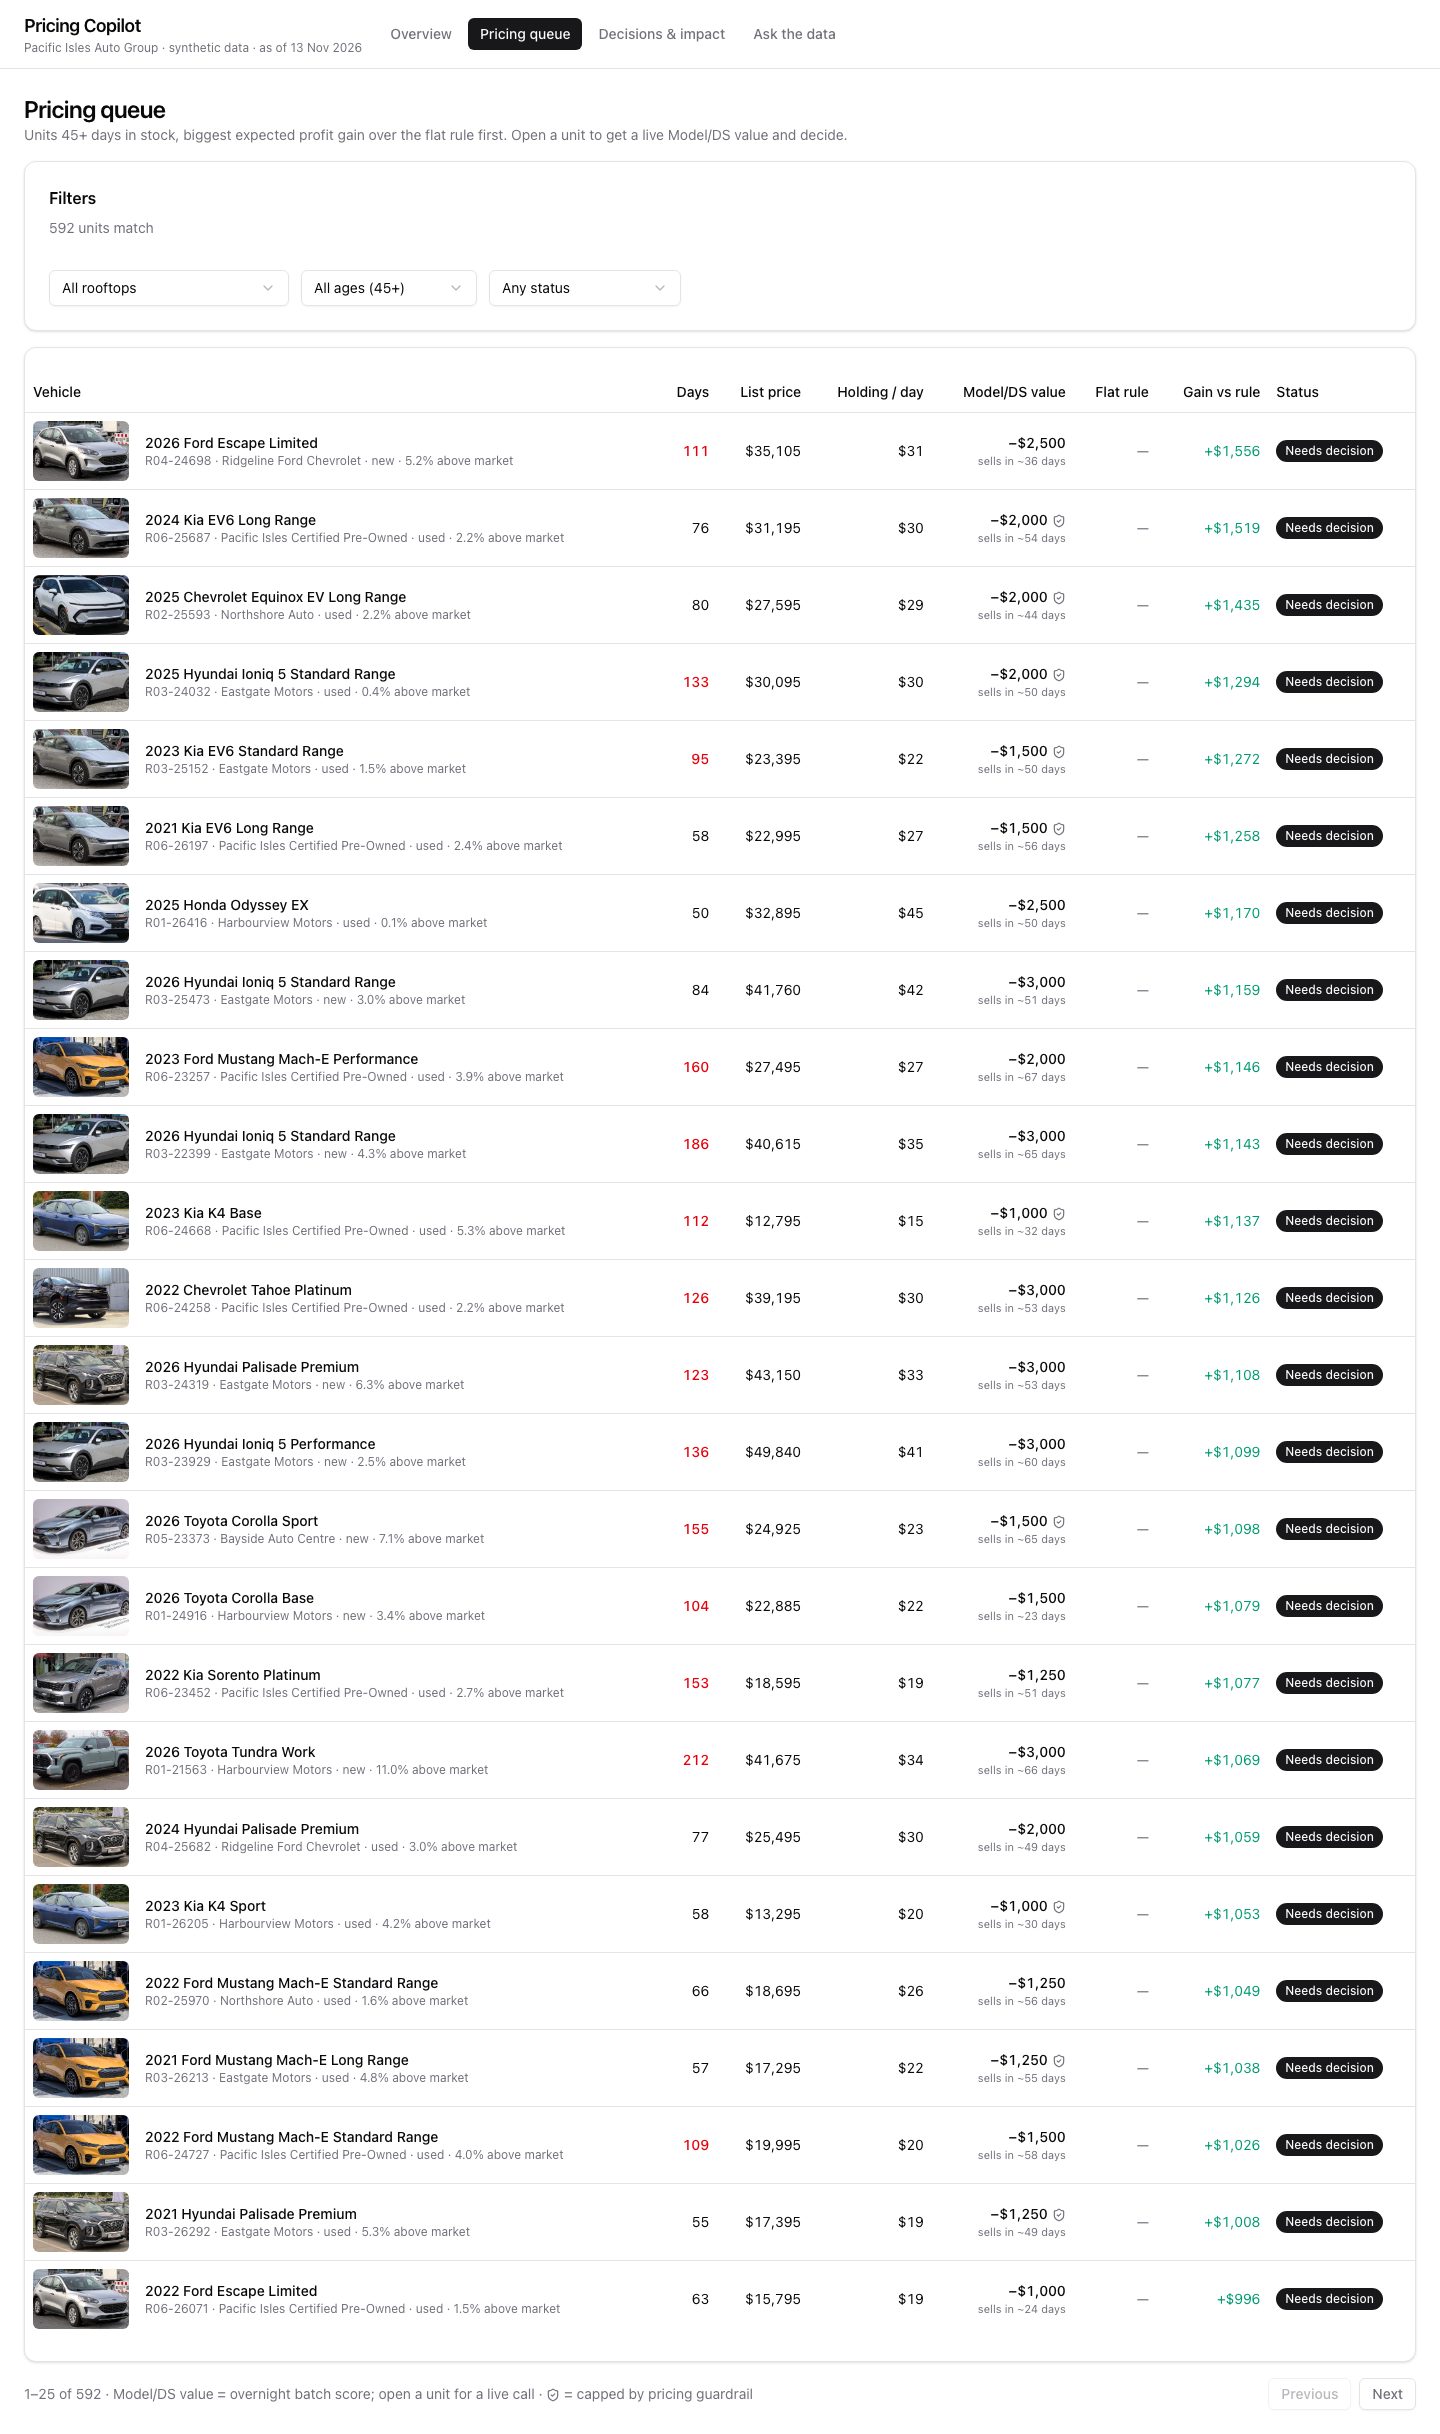 Pricing Copilot
Pacific Isles Auto Group · synthetic data · as of 13 Nov 2026
Overview
Pricing queue
Decisions & impact
Ask the data
Pricing queue
Units 45+ days in stock, biggest expected profit gain over the flat rule first. Open a unit to get a live Model/DS value and decide.
Filters
592 units match
All rooftops
All ages (45+)
Any status
Vehicle Days List price Holding / day Model/DS value Flat rule Gain vs rule Status
2026 Ford Escape Limited
R04-24698 · Ridgeline Ford Chevrolet · new · 5.2% above market
111 $35,105 $31 −$2,500 — +$1,556 Needs decision
sells in ~36 days
2024 Kia EV6 Long Range
R06-25687 · Pacific Isles Certified Pre-Owned · used · 2.2% above market
76 $31,195 $30 −$2,000 — +$1,519 Needs decision
sells in ~54 days
2025 Chevrolet Equinox EV Long Range
R02-25593 · Northshore Auto · used · 2.2% above market
80 $27,595 $29 −$2,000 — +$1,435 Needs decision
sells in ~44 days
2025 Hyundai Ioniq 5 Standard Range
R03-24032 · Eastgate Motors · used · 0.4% above market
133 $30,095 $30 −$2,000 — +$1,294 Needs decision
sells in ~50 days
2023 Kia EV6 Standard Range
R03-25152 · Eastgate Motors · used · 1.5% above market
95 $23,395 $22 −$1,500 — +$1,272 Needs decision
sells in ~50 days
2021 Kia EV6 Long Range
R06-26197 · Pacific Isles Certified Pre-Owned · used · 2.4% above market
58 $22,995 $27 −$1,500 — +$1,258 Needs decision
sells in ~56 days
2025 Honda Odyssey EX
R01-26416 · Harbourview Motors · used · 0.1% above market
50 $32,895 $45 −$2,500 — +$1,170 Needs decision
sells in ~50 days
2026 Hyundai Ioniq 5 Standard Range
R03-25473 · Eastgate Motors · new · 3.0% above market
84 $41,760 $42 −$3,000 — +$1,159 Needs decision
sells in ~51 days
2023 Ford Mustang Mach-E Performance
R06-23257 · Pacific Isles Certified Pre-Owned · used · 3.9% above market
160 $27,495 $27 −$2,000 — +$1,146 Needs decision
sells in ~67 days
2026 Hyundai Ioniq 5 Standard Range
R03-22399 · Eastgate Motors · new · 4.3% above market
186 $40,615 $35 −$3,000 — +$1,143 Needs decision
sells in ~65 days
2023 Kia K4 Base
R06-24668 · Pacific Isles Certified Pre-Owned · used · 5.3% above market
112 $12,795 $15 −$1,000 — +$1,137 Needs decision
sells in ~32 days
2022 Chevrolet Tahoe Platinum
R06-24258 · Pacific Isles Certified Pre-Owned · used · 2.2% above market
126 $39,195 $30 −$3,000 — +$1,126 Needs decision
sells in ~53 days
2026 Hyundai Palisade Premium
R03-24319 · Eastgate Motors · new · 6.3% above market
123 $43,150 $33 −$3,000 — +$1,108 Needs decision
sells in ~53 days
2026 Hyundai Ioniq 5 Performance
R03-23929 · Eastgate Motors · new · 2.5% above market
136 $49,840 $41 −$3,000 — +$1,099 Needs decision
sells in ~60 days
2026 Toyota Corolla Sport
R05-23373 · Bayside Auto Centre · new · 7.1% above market
155 $24,925 $23 −$1,500 — +$1,098 Needs decision
sells in ~65 days
2026 Toyota Corolla Base
R01-24916 · Harbourview Motors · new · 3.4% above market
104 $22,885 $22 −$1,500 — +$1,079 Needs decision
sells in ~23 days
2022 Kia Sorento Platinum
R06-23452 · Pacific Isles Certified Pre-Owned · used · 2.7% above market
153 $18,595 $19 −$1,250 — +$1,077 Needs decision
sells in ~51 days
2026 Toyota Tundra Work
R01-21563 · Harbourview Motors · new · 11.0% above market
212 $41,675 $34 −$3,000 — +$1,069 Needs decision
sells in ~66 days
2024 Hyundai Palisade Premium
R04-25682 · Ridgeline Ford Chevrolet · used · 3.0% above market
77 $25,495 $30 −$2,000 — +$1,059 Needs decision
sells in ~49 days
2023 Kia K4 Sport
R01-26205 · Harbourview Motors · used · 4.2% above market
58 $13,295 $20 −$1,000 — +$1,053 Needs decision
sells in ~30 days
2022 Ford Mustang Mach-E Standard Range
R02-25970 · Northshore Auto · used · 1.6% above market
66 $18,695 $26 −$1,250 — +$1,049 Needs decision
sells in ~56 days
2021 Ford Mustang Mach-E Long Range
R03-26213 · Eastgate Motors · used · 4.8% above market
57 $17,295 $22 −$1,250 — +$1,038 Needs decision
sells in ~55 days
2022 Ford Mustang Mach-E Standard Range
R06-24727 · Pacific Isles Certified Pre-Owned · used · 4.0% above market
109 $19,995 $20 −$1,500 — +$1,026 Needs decision
sells in ~58 days
2021 Hyundai Palisade Premium
R03-26292 · Eastgate Motors · used · 5.3% above market
55 $17,395 $19 −$1,250 — +$1,008 Needs decision
sells in ~49 days
2022 Ford Escape Limited
R06-26071 · Pacific Isles Certified Pre-Owned · used · 1.5% above market
63 $15,795 $19 −$1,000 — +$996 Needs decision
sells in ~24 days
1–25 of 592 · Model/DS value = overnight batch score; open a unit for a live call · = capped by pricing guardrail
Previous
Next